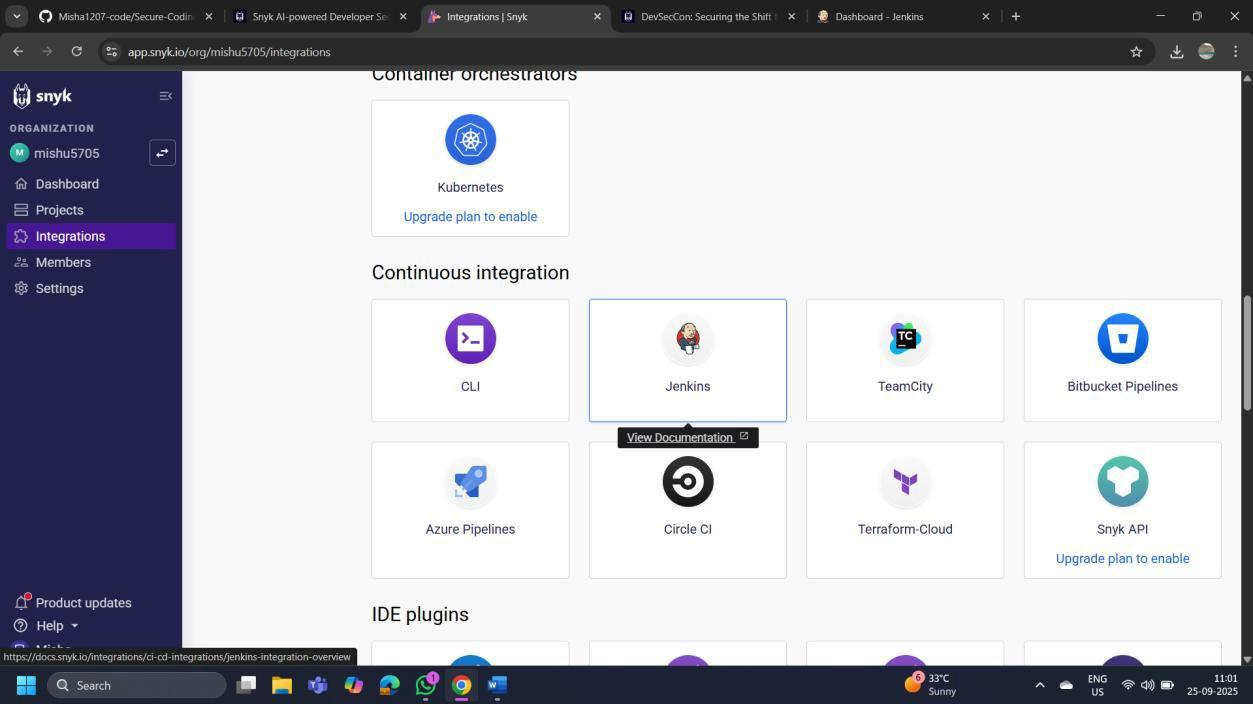 Misha1207-code/Secure-Codin
Snyk AI-powered Developer Se
Integrations | Snyk
DevSecCon: Securing the Shift
Dashboard - Jenkins
app.snyk.io/org/mishu5705/integrations
snyk
ORGANIZATION
M mishu5705
Dashboard
Projects
Integrations
Members
Settings
Product updates
Help
Container orchestrators
Kubernetes
Upgrade plan to enable
Continuous integration
CLI
Jenkins
TC
TeamCity
Bitbucket Pipelines
View Documentation
Azure Pipelines
Circle CI
Terraform-Cloud
Snyk API
Upgrade plan to enable
IDE plugins
https://docs.snyk.io/integrations/ci-cd-integrations/jenkins-integration-overview
Search
1
W
6
33°C
Sunny
ENG
US
11:01
25-09-2025